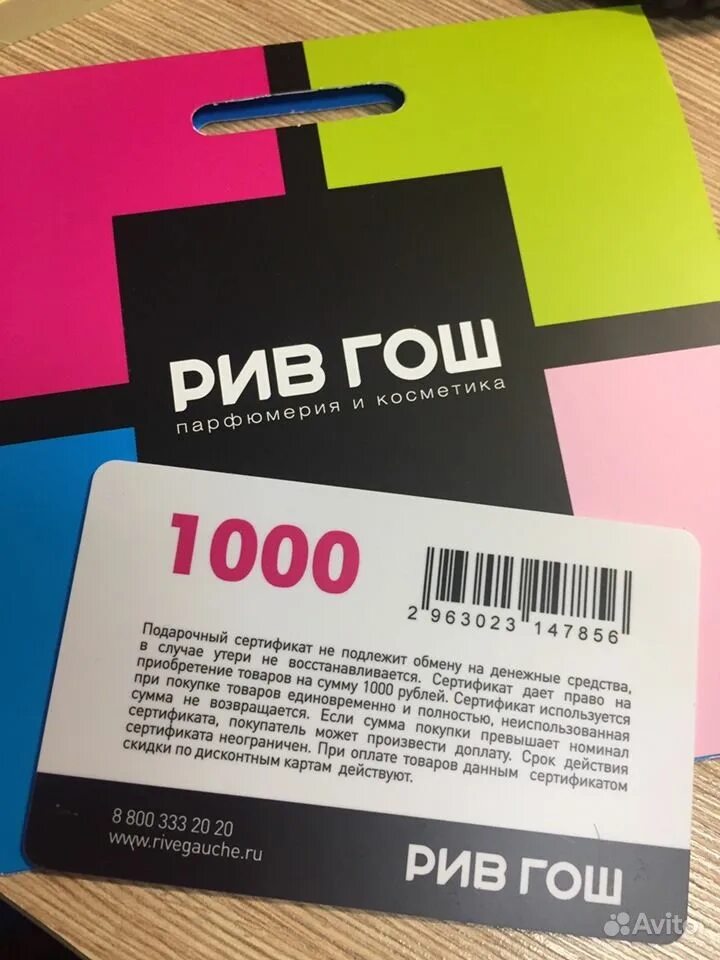 РИВ ГОШ
парфюмерия и косметика
1000
2 963023 147856
Подарочный сертификат не подлежит обмену на денежные средства,
в случае утери не восстанавливается. Сертификат дает право на
приобретение товаров на сумму 1000 рублей. Сертификат используется
при покупке товаров единовременно и полностью, неиспользованная
сумма не возвращается. Если сумма покупки превышает номинал
сертификата, покупатель может произвести доплату. Срок действия
сертификата неограничен. При оплате товаров данным сертификатом
скидки по дисконтным картам действуют.
8 800 333 20 20
www.rivegauche.ru
РИВ ГОШ
Avito